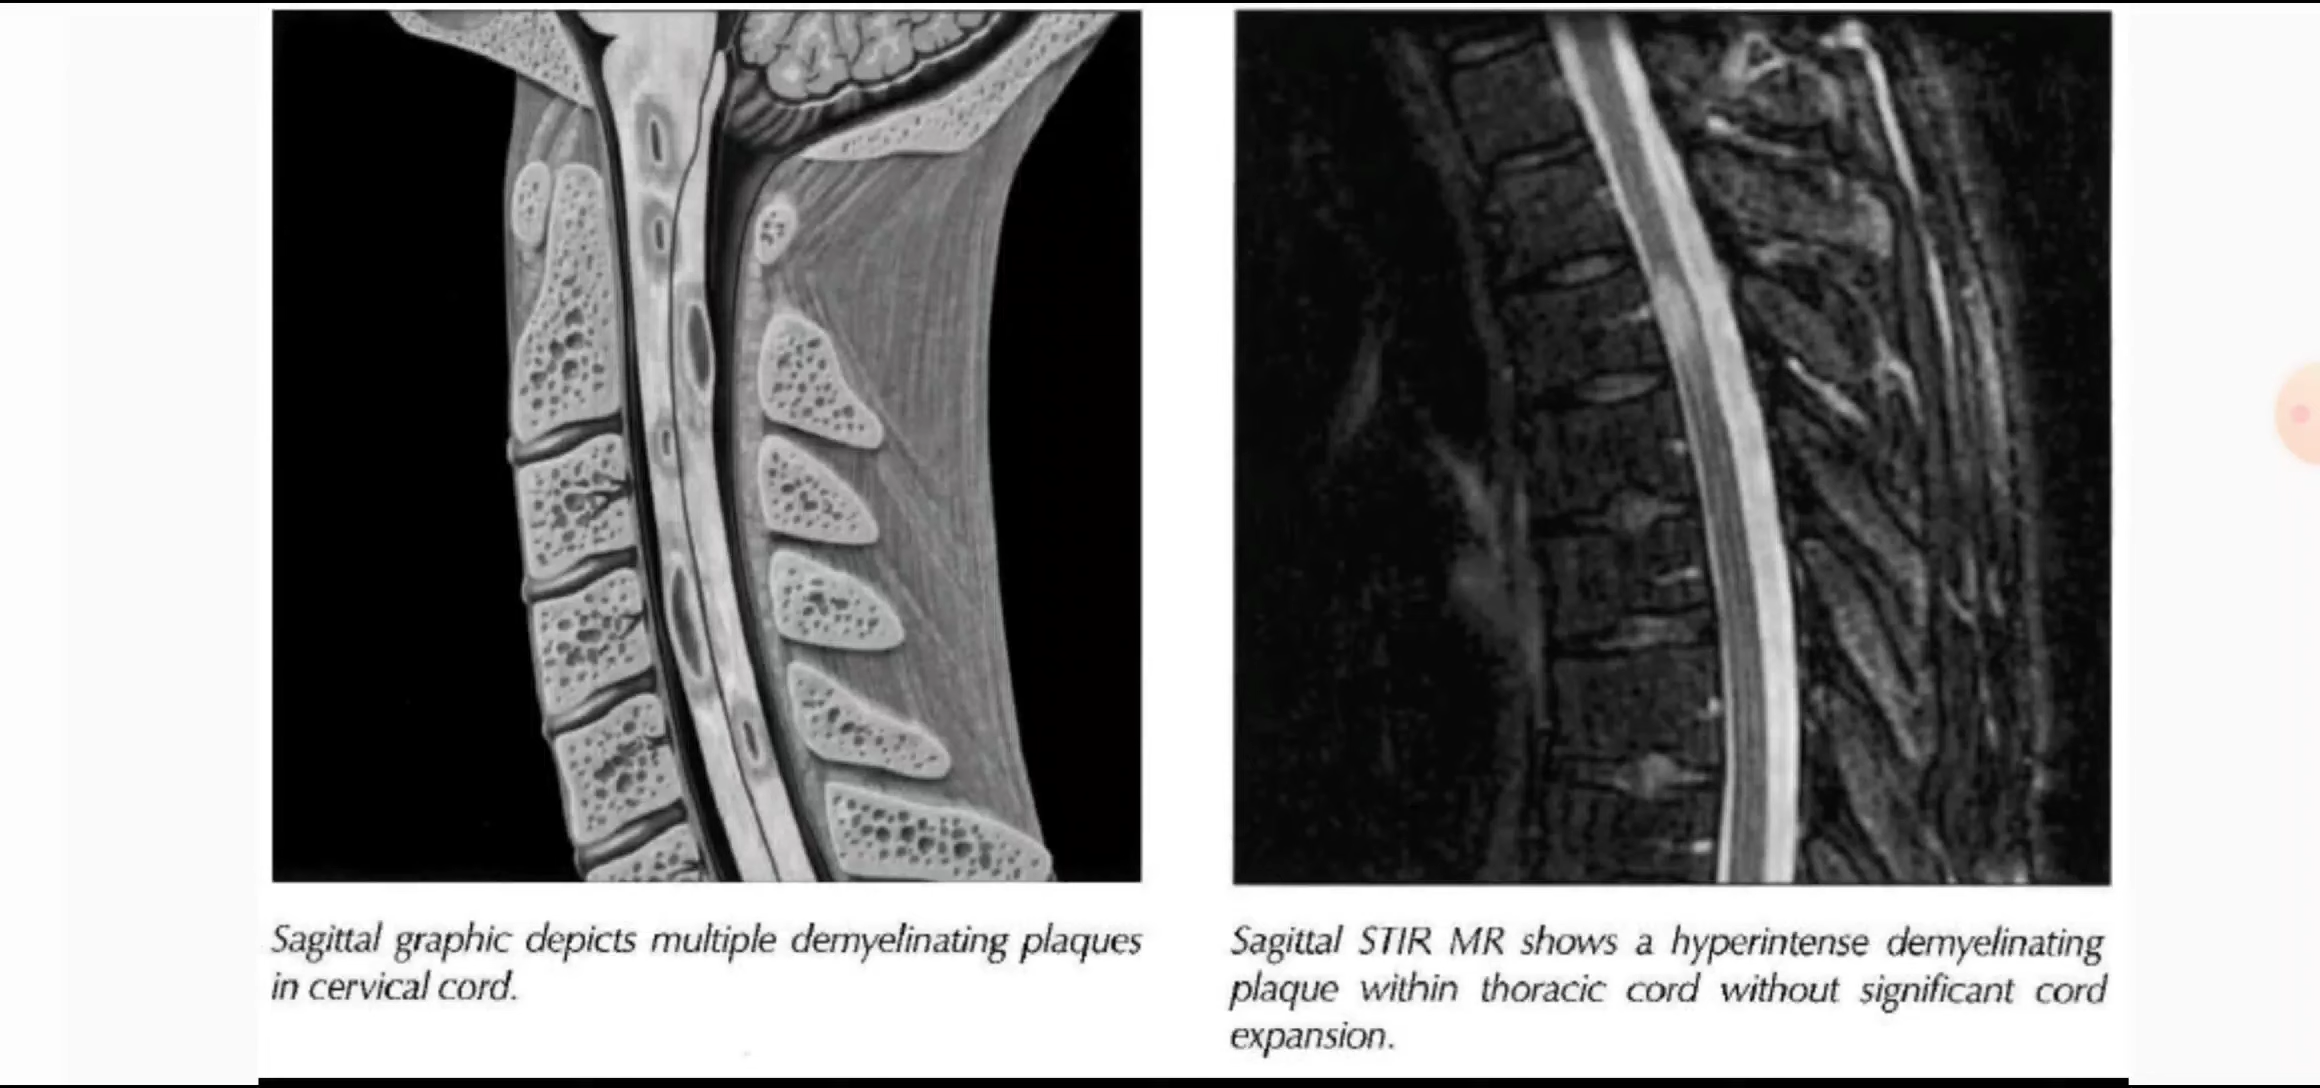 Sagittal graphic depicts multiple demyelinating plaques
in cervical cord.
Sagittal STIR MR shows a hyperintense demyelinating
plaque within thoracic cord without significant cord
expansion.